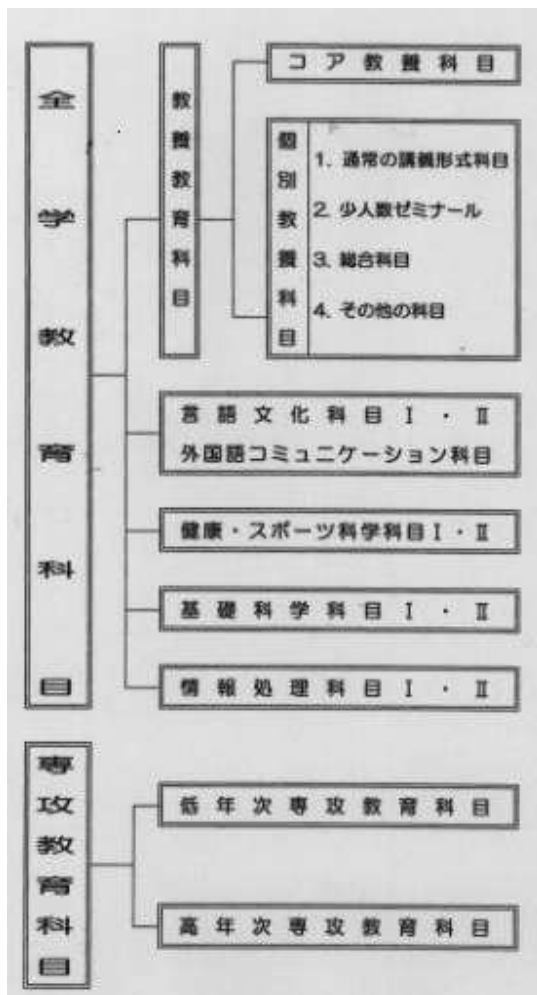 全学教育科目
教養教育科目
コア教養科目
個別教養科目
1. 通常の講義形式科目
2. 少人数ゼミナール
3. 総合科目
4. その他の科目
言語文化科目Ⅰ・Ⅱ
外国語コミュニケーション科目
健康・スポーツ科学科目Ⅰ・Ⅱ
基礎科学科目Ⅰ・Ⅱ
情報処理科目Ⅰ・Ⅱ
専攻教育科目
低年次専攻教育科目
高年次専攻教育科目